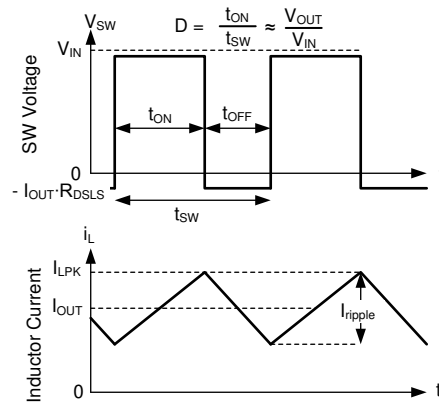 V_SW
D = t_ON / t_SW ≈ V_OUT / V_IN
V_IN
SW Voltage
t_ON
t_OFF
0
- I_OUT·R_DSLS
t_SW
i_L
I_LPK
Inductor Current
I_OUT
I_ripple
0
t